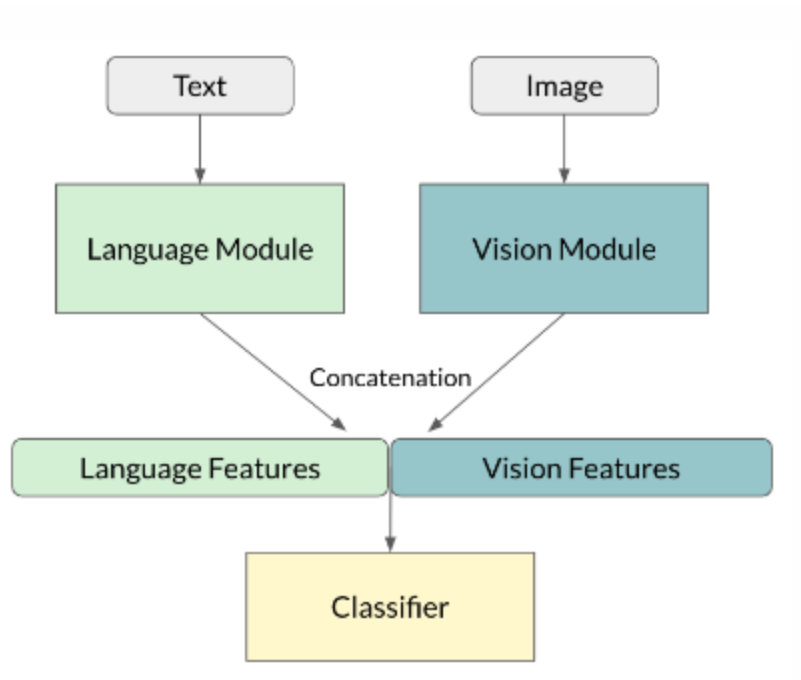 Text
Image
Language Module
Vision Module
Concatenation
Language Features
Vision Features
Classifier